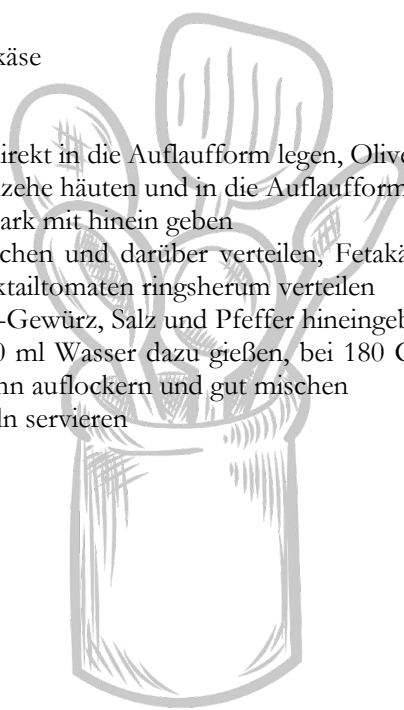 käse
irekt in die Auflaufform legen, Olive
zehe häuten und in die Auflaufform
ark mit hinein geben
chen und darüber verteilen, Fetakä
ktailtomaten ringsherum verteilen
-Gewürz, Salz und Pfeffer hineingeb
0 ml Wasser dazu gießen, bei 180 G
nn auflockern und gut mischen
ln servieren